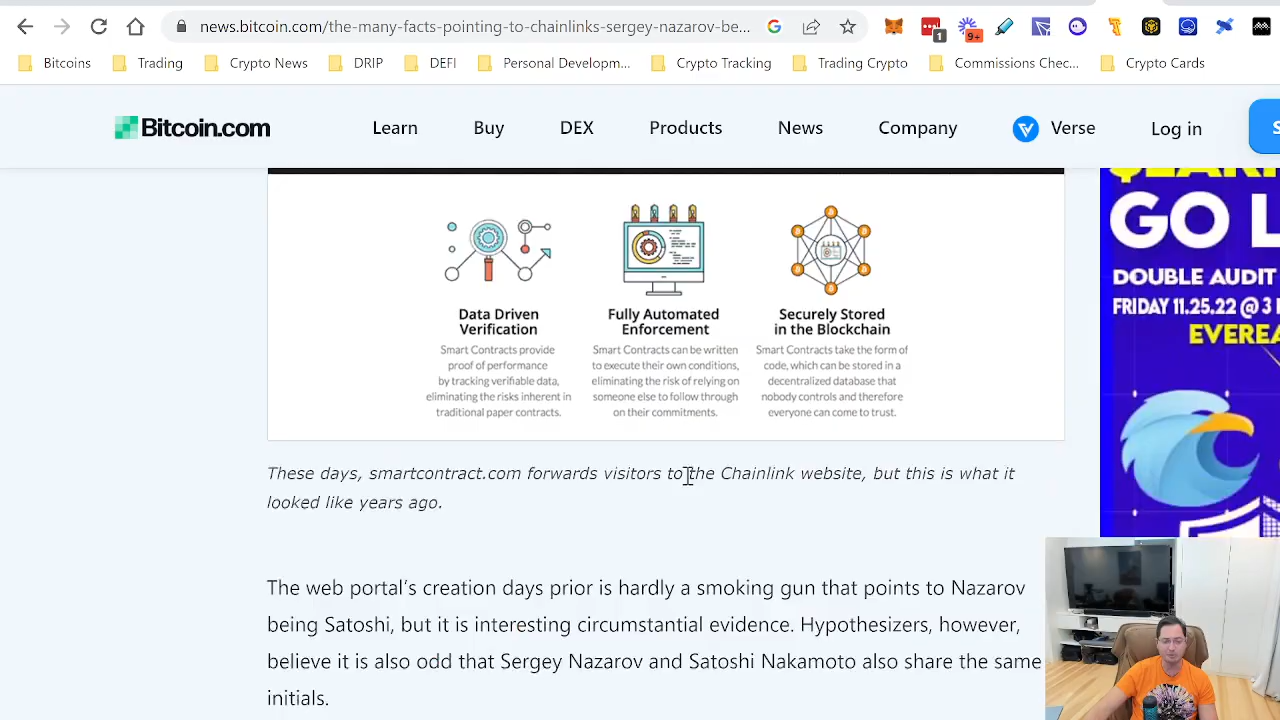 news.bitcoin.com/the-many-facts-pointing-to-chainlinks-sergey-nazarov-be...
1
9+
Bitcoins
Trading
Crypto News
DRIP
DEFI
Personal Developm...
Crypto Tracking
Trading Crypto
Commissions Chec...
Crypto Cards
Bitcoin.com
Learn
Buy
DEX
Products
News
Company
Verse
Log in
S
GO L
DOUBLE AUDIT
FRIDAY 11.25.22 @ 3
EVEREA
Data Driven
Verification
Smart Contracts provide
proof of performance
by tracking verifiable data,
eliminating the risks inherent in
traditional paper contracts.
Fully Automated
Enforcement
Smart Contracts can be written
to execute their own conditions,
eliminating the risk of relying on
someone else to follow through
on their commitments.
Securely Stored
in the Blockchain
Smart Contracts take the form of
code, which can be stored in a
decentralized database that
nobody controls and therefore
everyone can come to trust.
These days, smartcontract.com forwards visitors to the Chainlink website, but this is what it
looked like years ago.
The web portal’s creation days prior is hardly a smoking gun that points to Nazarov
being Satoshi, but it is interesting circumstantial evidence. Hypothesizers, however,
believe it is also odd that Sergey Nazarov and Satoshi Nakamoto also share the same
initials.